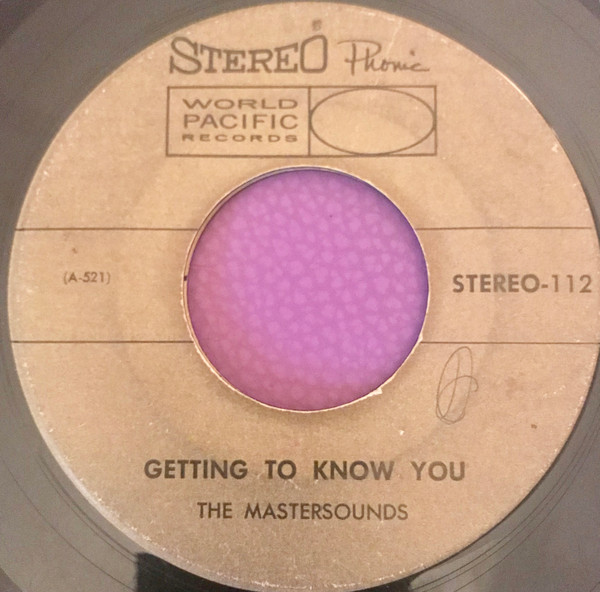 STEREO Phonic
WORLD
PACIFIC
RECORDS
(A-521)
STEREO-112
GETTING TO KNOW YOU
THE MASTERSOUNDS